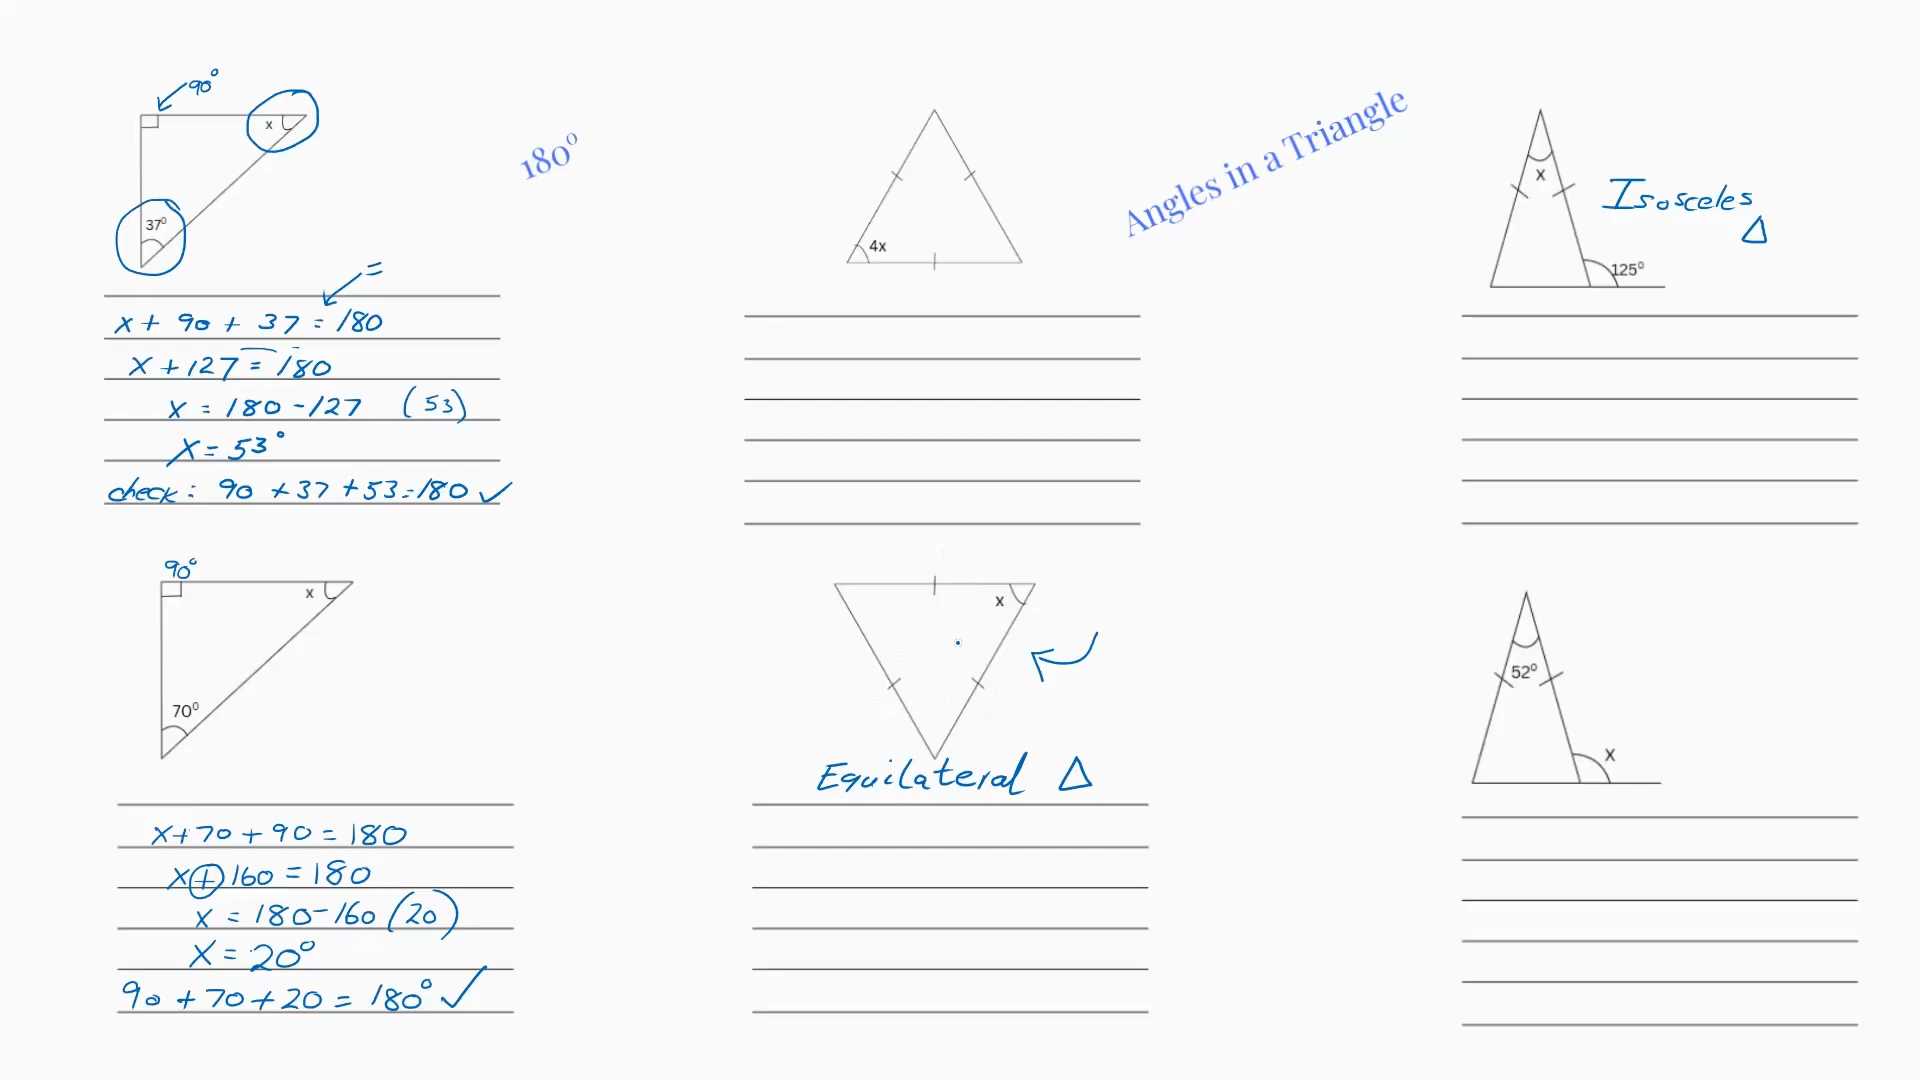 90°
x
37°
=
x + 90 + 37 = 180
x + 127 = 180
x = 180 - 127 (53)
x = 53°
check: 90 + 37 + 53 = 180 ✓
180°
90°
x
70°
x + 70 + 90 = 180
x + 160 = 180
x = 180 - 160 (20)
x = 20°
90 + 70 + 20 = 180° ✓
4x
Angles in a Triangle
x
Equilateral Δ
x
Isosceles
Δ
125°
52°
x